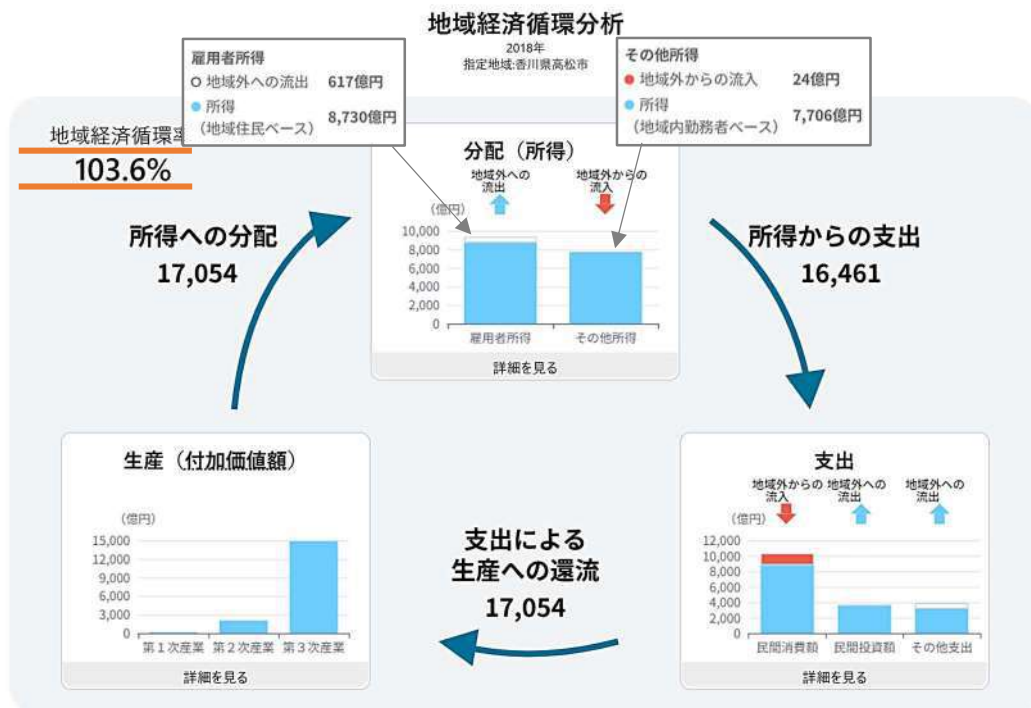 地域経済循環分析
2018年
指定地域:香川県高松市
雇用者所得
地域外への流出 617億円
所得
(地域住民ベース) 8,730億円
その他所得
地域外からの流入 24億円
所得
(地域内勤務者ベース) 7,706億円
地域経済循環率
103.6%
分配（所得）
地域外への
流出
地域外からの
流入
（億円）
10,000
8,000
6,000
4,000
2,000
0
雇用者所得 その他所得
詳細を見る
所得への分配
17,054
所得からの支出
16,461
生産（付加価値額）
（億円）
15,000
12,000
9,000
6,000
3,000
0
第１次産業 第２次産業 第３次産業
詳細を見る
支出による
生産への還流
17,054
支出
地域外からの
流入
地域外への
流出
地域外への
流出
（億円）
12,000
10,000
8,000
6,000
4,000
2,000
0
民間消費額 民間投資額 その他支出
詳細を見る